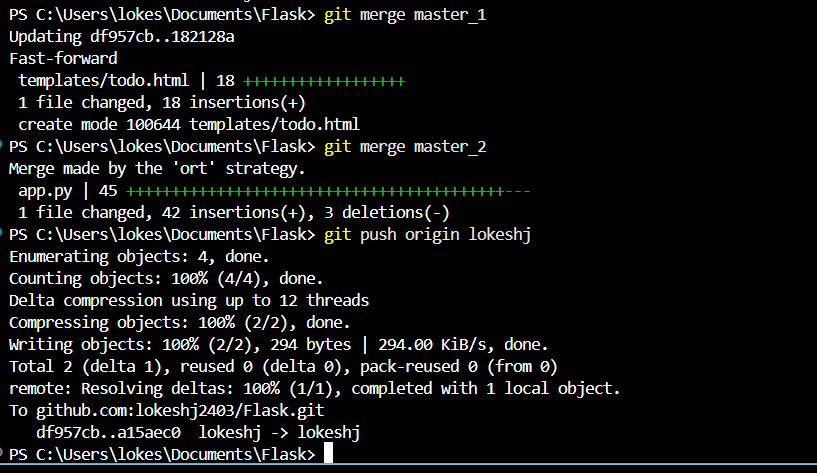 PS C:\Users\lokes\Documents\Flask> git merge master_1
Updating df957cb..182128a
Fast-forward
 templates/todo.html | 18 ++++++++++++++++++
 1 file changed, 18 insertions(+)
 create mode 100644 templates/todo.html
PS C:\Users\lokes\Documents\Flask> git merge master_2
Merge made by the 'ort' strategy.
 app.py | 45 ++++++++++++++++++++++++++++++++++++++++++---
 1 file changed, 42 insertions(+), 3 deletions(-)
PS C:\Users\lokes\Documents\Flask> git push origin lokeshj
Enumerating objects: 4, done.
Counting objects: 100% (4/4), done.
Delta compression using up to 12 threads
Compressing objects: 100% (2/2), done.
Writing objects: 100% (2/2), 294 bytes | 294.00 KiB/s, done.
Total 2 (delta 1), reused 0 (delta 0), pack-reused 0 (from 0)
remote: Resolving deltas: 100% (1/1), completed with 1 local object.
To github.com:lokeshj2403/Flask.git
   df957cb..a15aec0  lokeshj -> lokeshj
PS C:\Users\lokes\Documents\Flask>